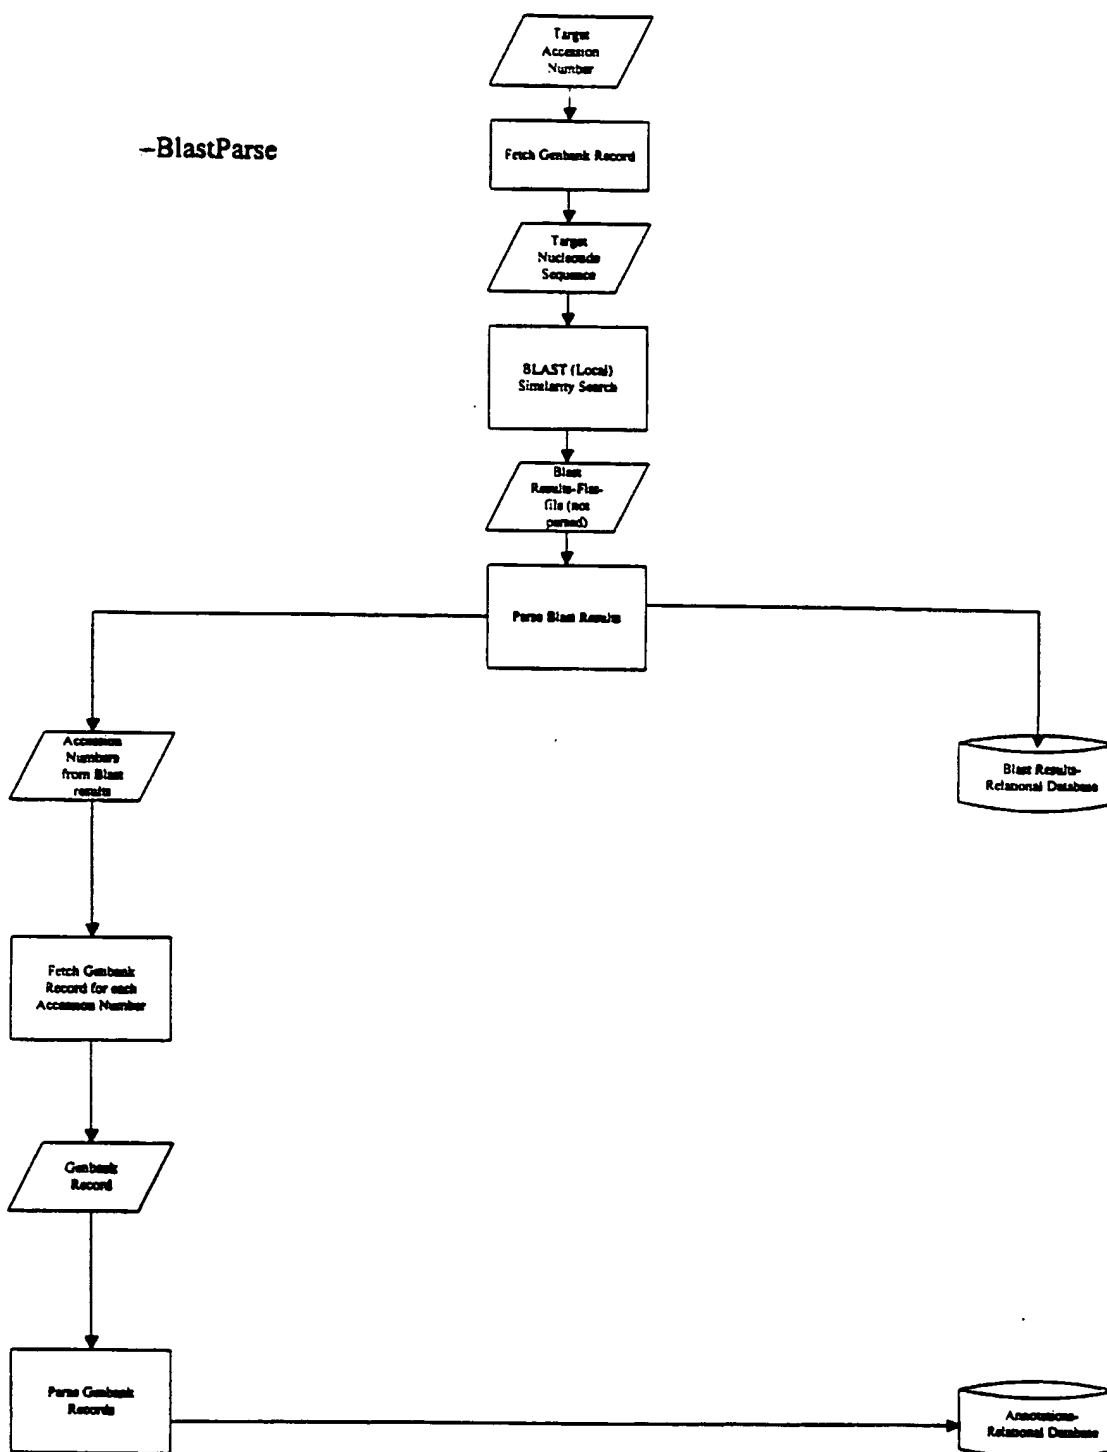 Target
Accession
Number
–BlastParse
Fetch Genbank Record
Target
Nucleotide
Sequence
BLAST (Local)
Similarity Search
Blast
Results-Flat-
file (not
parsed)
Parse Blast Results
Accession
Numbers
from Blast
results
Blast Results-
Relational Database
Fetch Genbank
Record for each
Accession Number
Genbank
Record
Parse Genbank
Records
Annotations-
Relational Database